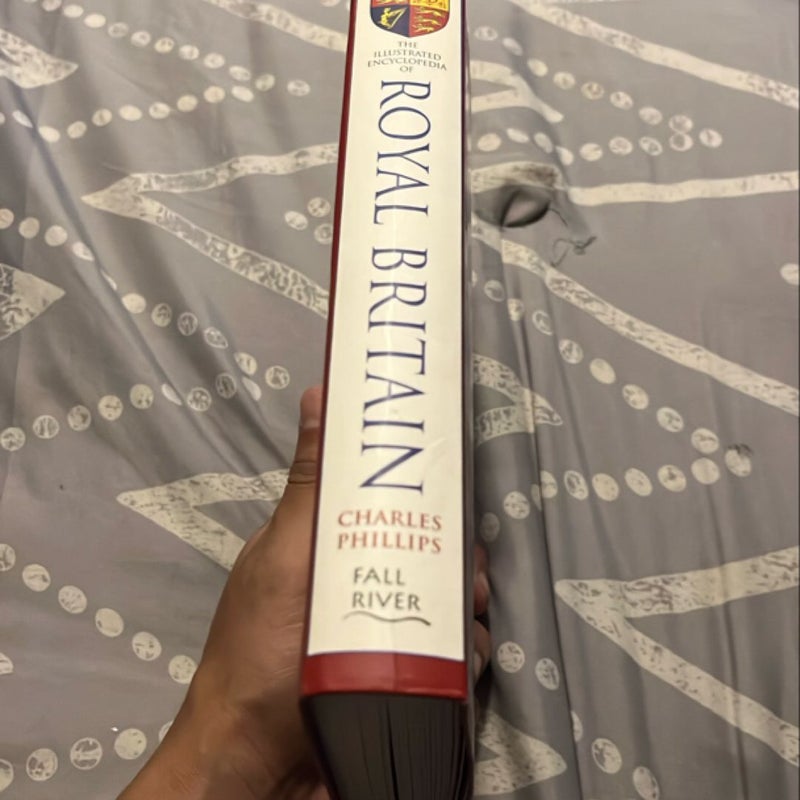 THE
ILLUSTRATED
ENCYCLOPEDIA
OF
ROYAL BRITAIN
CHARLES
PHILLIPS
FALL
RIVER